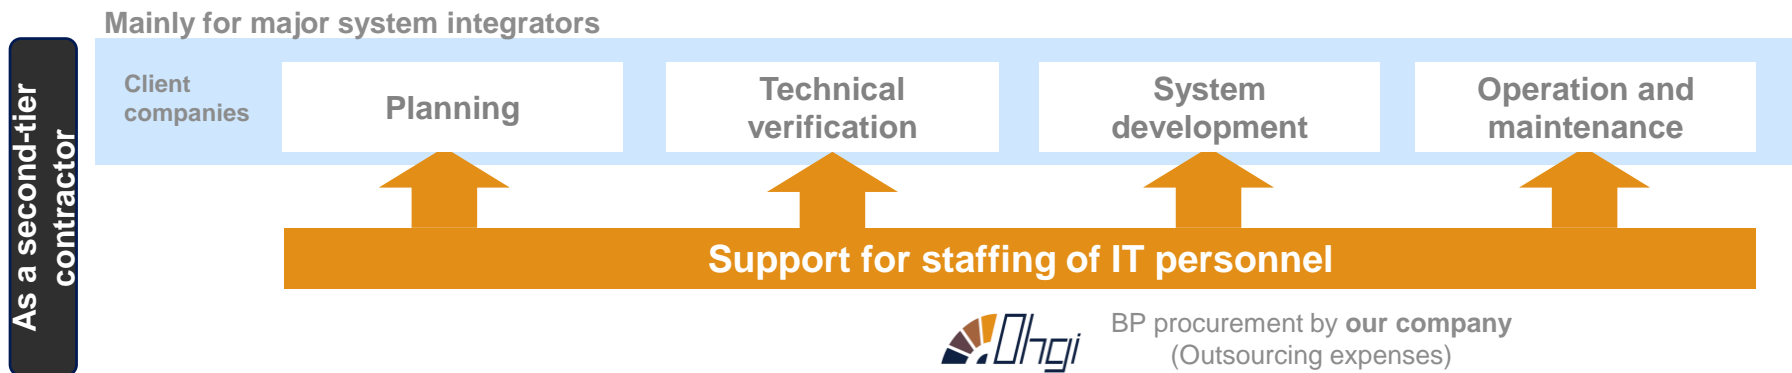 Mainly for major system integrators
As a second-tier
contractor
Client
companies
Planning
Technical
verification
System
development
Operation and
maintenance
Support for staffing of IT personnel
Ohgi
BP procurement by our company
(Outsourcing expenses)